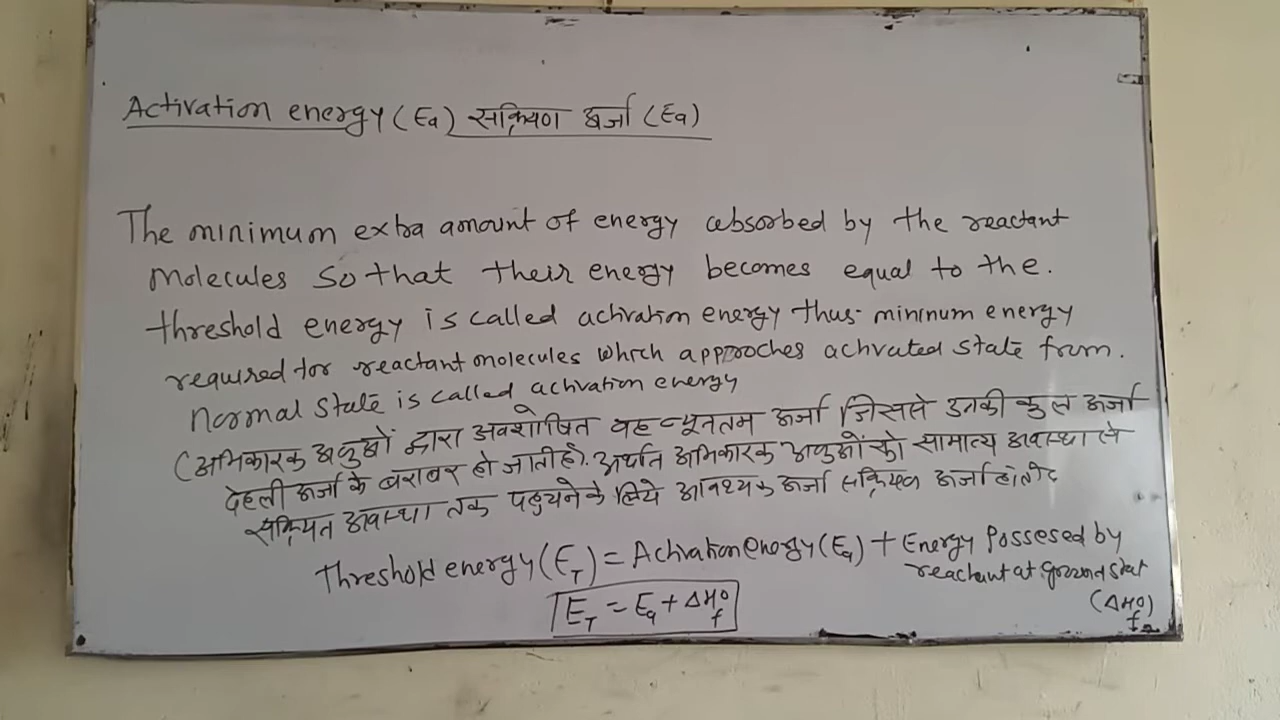 Activation energy (Ea) सक्रियण ऊर्जा (Ea)
The minimum extra amount of energy absorbed by the reactant
molecules so that their energy becomes equal to the.
threshold energy is called activation energy thus minimum energy
required for reactant molecules which approches activated state from.
normal state is called activation energy
(अभिकारक अणुओं द्वारा अवशोषित वह न्यूनतम ऊर्जा जिससे उनकी कुल ऊर्जा
देहली ऊर्जा के बराबर हो जाती है). अर्थात अभिकारक अणुओं को सामान्य अवस्था से
सक्रियित अवस्था तक पहुचने के लिये आवश्यक ऊर्जा सक्रियण ऊर्जा होती है
Threshold energy (E_T) = Activation energy (Ea) + Energy Possesed by
reactant at ground stat
(ΔH°f)
E_T = Ea + ΔH°f